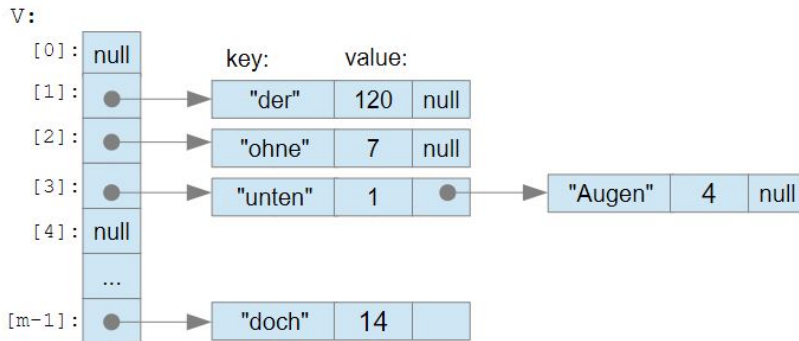 V:
[0]: null key: value:
[1]: "der" 120 null
[2]: "ohne" 7 null
[3]: "unten" 1 "Augen" 4 null
[4]: null
...
[m-1]: "doch" 14